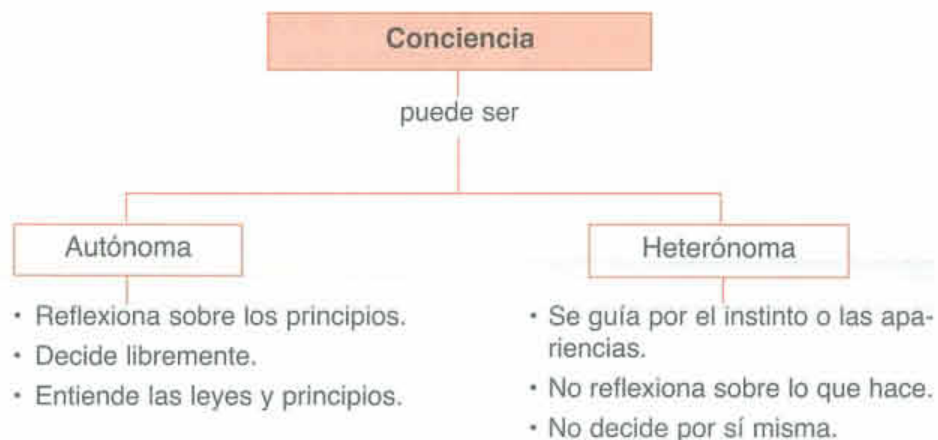 Conciencia
puede ser
Autónoma
• Reflexiona sobre los principios.
• Decide libremente.
• Entiende las leyes y principios.
Heterónoma
• Se guía por el instinto o las apa-
riencias.
• No reflexiona sobre lo que hace.
• No decide por sí misma.